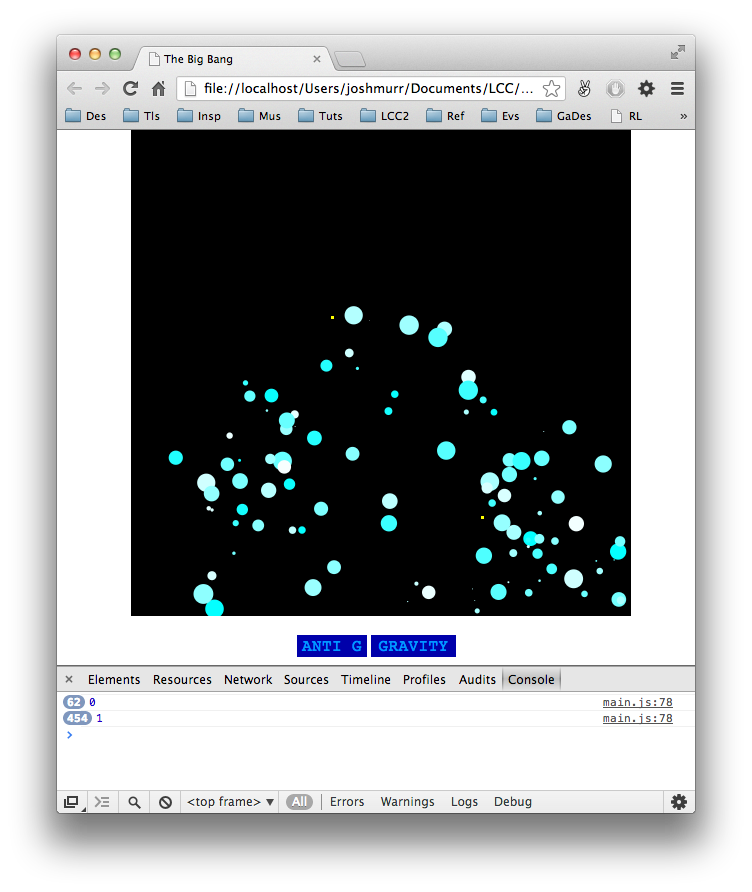 The Big Bang
file://localhost/Users/joshmurr/Documents/LCC/...
Des Tls Insp Mus Tuts LCC2 Ref Evs GaDes RL »
ANTI G GRAVITY
× Elements Resources Network Sources Timeline Profiles Audits Console
62 0 main.js:78
454 1 main.js:78
>
<top frame> ▼ All Errors Warnings Logs Debug